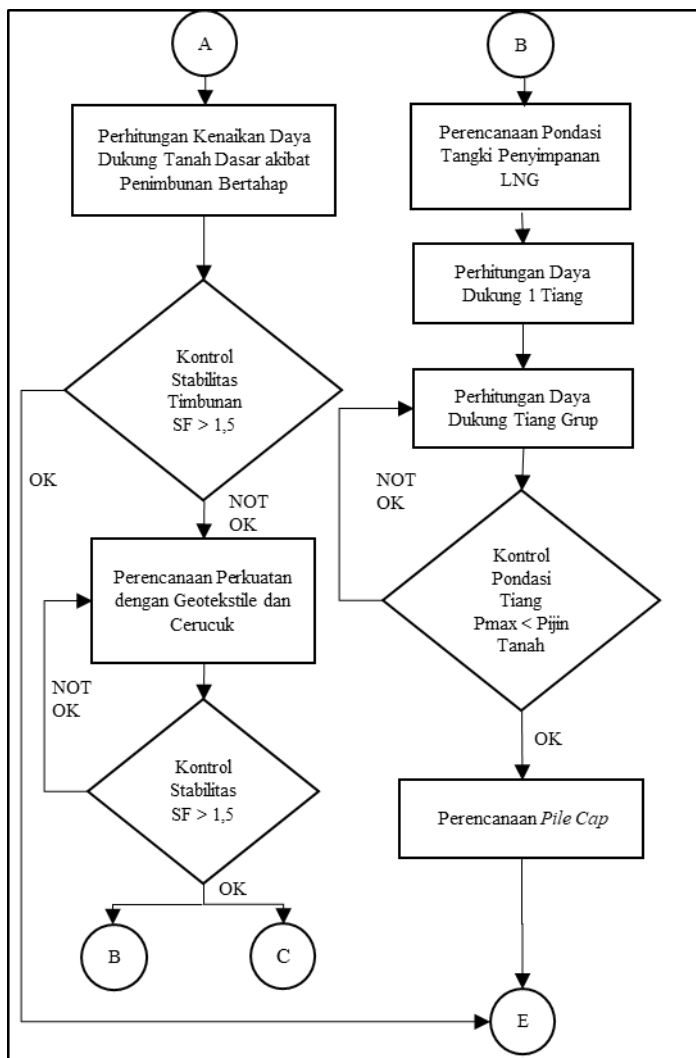 A
Perhitungan Kenaikan Daya
Dukung Tanah Dasar akibat
Penimbunan Bertahap
Kontrol
Stabilitas
Timbunan
SF > 1,5
OK
NOT
OK
Perencanaan Perkuatan
dengan Geotekstile dan
Cerucuk
NOT
OK
Kontrol
Stabilitas
SF > 1,5
OK
B
C
B
Perencanaan Pondasi
Tangki Penyimpanan
LNG
Perhitungan Daya
Dukung 1 Tiang
Perhitungan Daya
Dukung Tiang Grup
NOT
OK
Kontrol
Pondasi
Tiang
Pmax < Pijin
Tanah
OK
Perencanaan Pile Cap
E